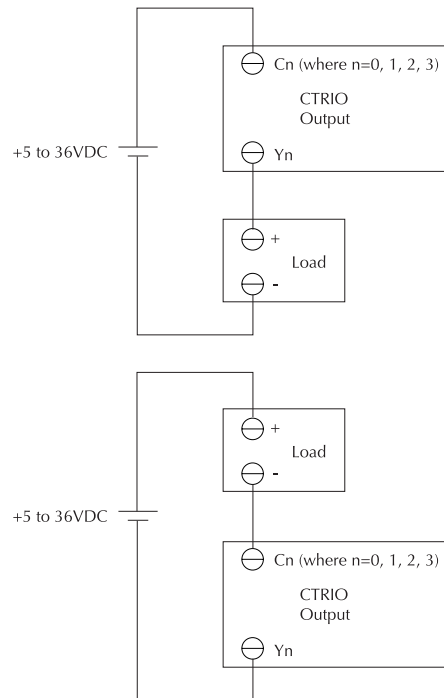 Cn (where n=0, 1, 2, 3)
CTRIO
Output
+5 to 36VDC
Yn
+
Load
-
+
Load
-
+5 to 36VDC
Cn (where n=0, 1, 2, 3)
CTRIO
Output
Yn